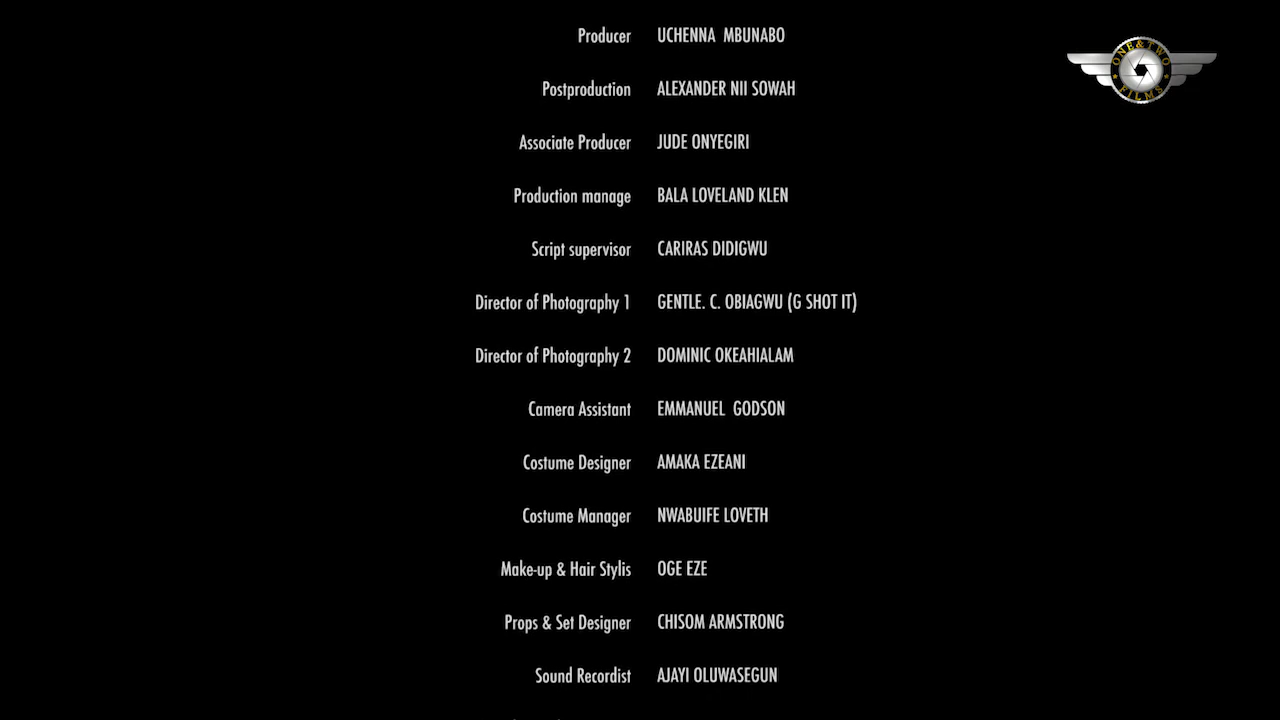 Producer UCHENNA MBUNABO
Postproduction ALEXANDER NII SOWAH
Associate Producer JUDE ONYEGIRI
Production manage BALA LOVELAND KLEN
Script supervisor CARIRAS DIDIGWU
Director of Photography 1 GENTLE. C. OBIAGWU (G SHOT IT)
Director of Photography 2 DOMINIC OKEAHIALAM
Camera Assistant EMMANUEL GODSON
Costume Designer AMAKA EZEANI
Costume Manager NWABUIFE LOVETH
Make-up & Hair Stylis OGE EZE
Props & Set Designer CHISOM ARMSTRONG
Sound Recordist AJAYI OLUWASEGUN
ONE&TWO
FILMS